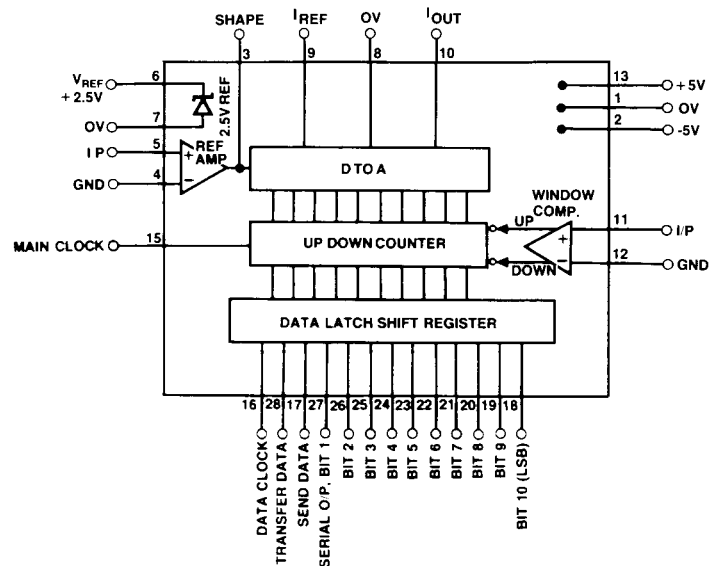 SHAPE
I REF
OV
I OUT
3
9
8
10
VREF
+ 2.5V
6
2.5V REF
OV
7
I P
5
+
REF
AMP
GND
4
−
13
+ 5V
1
OV
2
-5V
D TO A
WINDOW
COMP.
UP
11
I/P
+
MAIN CLOCK
15
UP DOWN COUNTER
DOWN
−
12
GND
DATA LATCH SHIFT REGISTER
16
28
17
27
26
25
24
23
22
21
20
19
18
DATA CLOCK
TRANSFER DATA
SEND DATA
SERIAL O/P, BIT 1
BIT 2
BIT 3
BIT 4
BIT 5
BIT 6
BIT 7
BIT 8
BIT 9
BIT 10 (LSB)